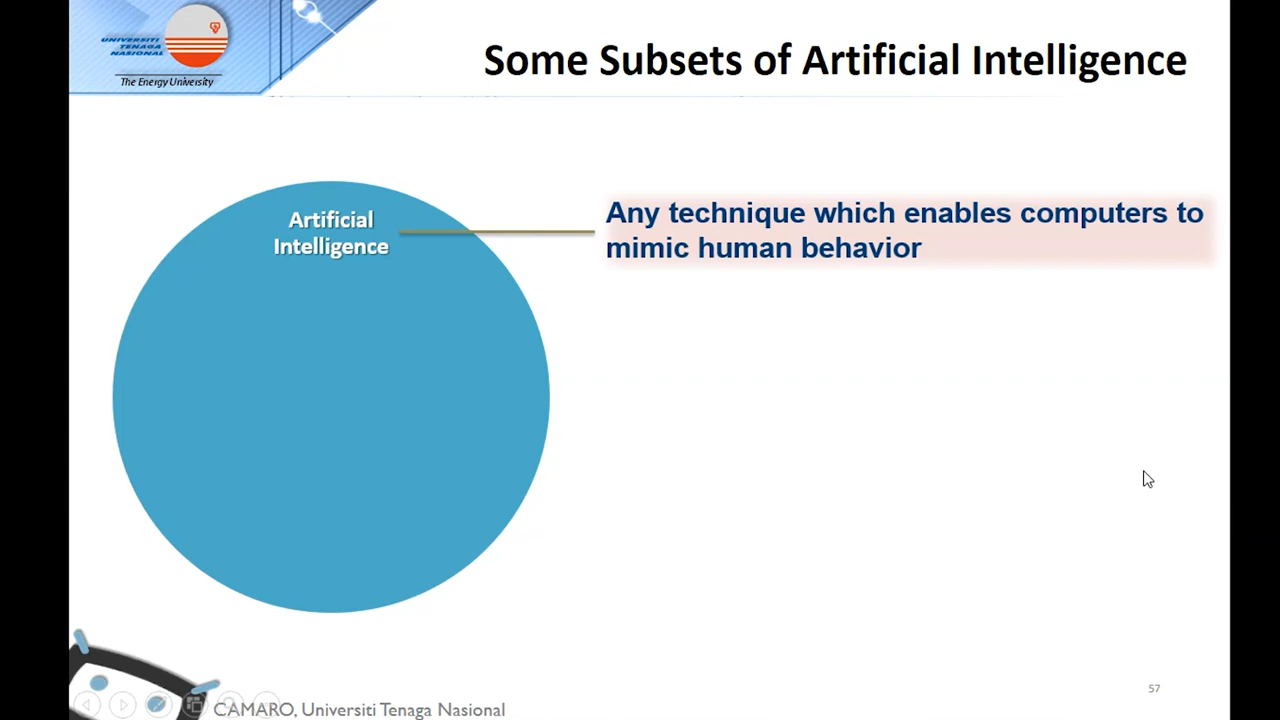 UNIVERSITI
TENAGA
NASIONAL
The Energy University
Some Subsets of Artificial Intelligence
Artificial
Intelligence
Any technique which enables computers to
mimic human behavior
57
CAMARO, Universiti Tenaga Nasional